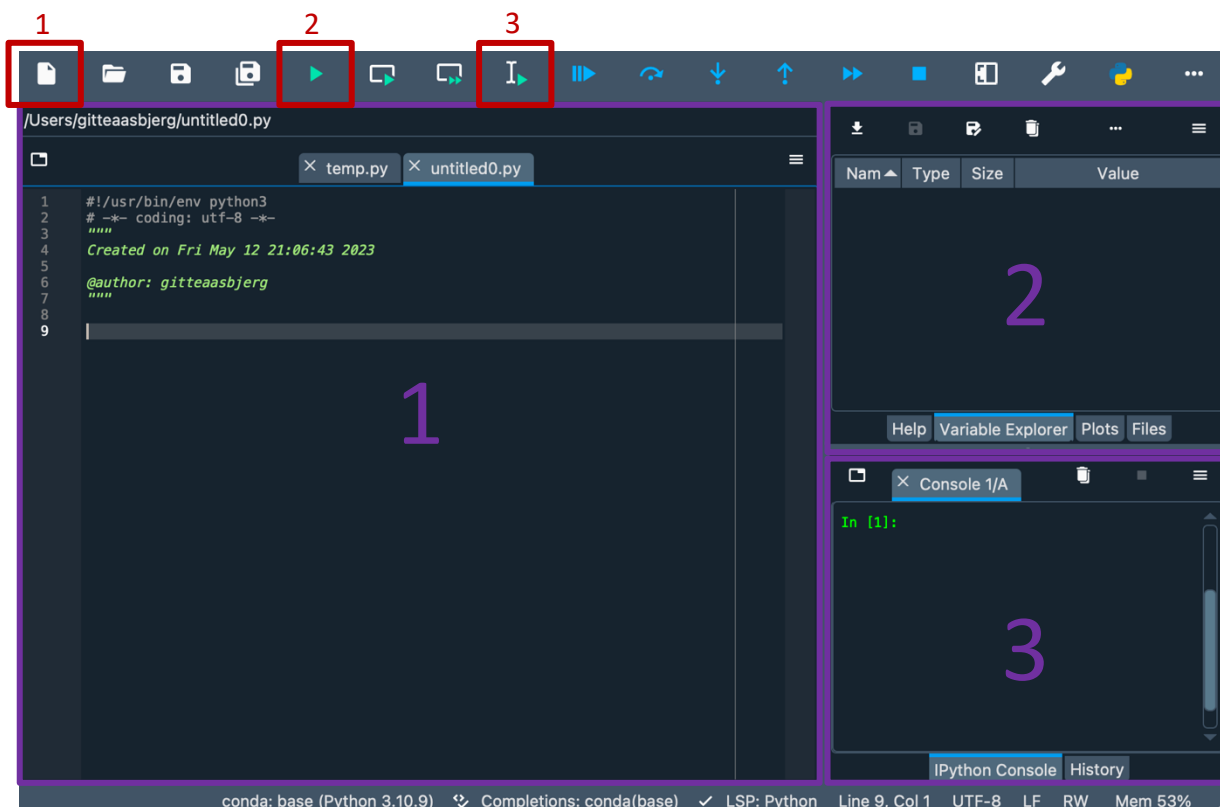 1 2 3
/Users/gitteaasbjerg/untitled0.py
temp.py untitled0.py
1 #!/usr/bin/env python3
2 # -*- coding: utf-8 -*-
3 """
4 Created on Fri May 12 21:06:43 2023
5
6 @author: gitteaasbjerg
7 """
8
9
1
Nam Type Size Value
2
Help Variable Explorer Plots Files
Console 1/A
In [1]:
3
IPython Console History
conda: base (Python 3.10.9) Completions: conda(base) LSP: Python Line 9, Col 1 UTF-8 LF RW Mem 53%